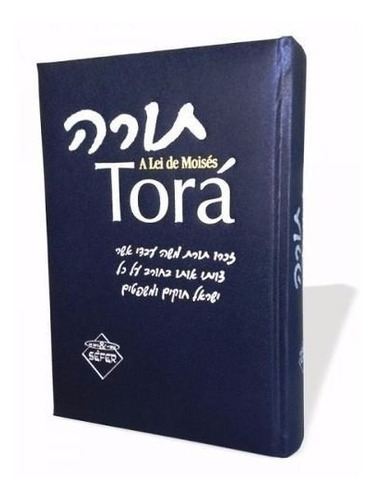 תורה
A Lei de Moisés
Torá
זכרו תורת משה עבדי אשר
צויתי אותו בחורב על כל
ישראל חוקים ומשפטים
SÊFER
תורה